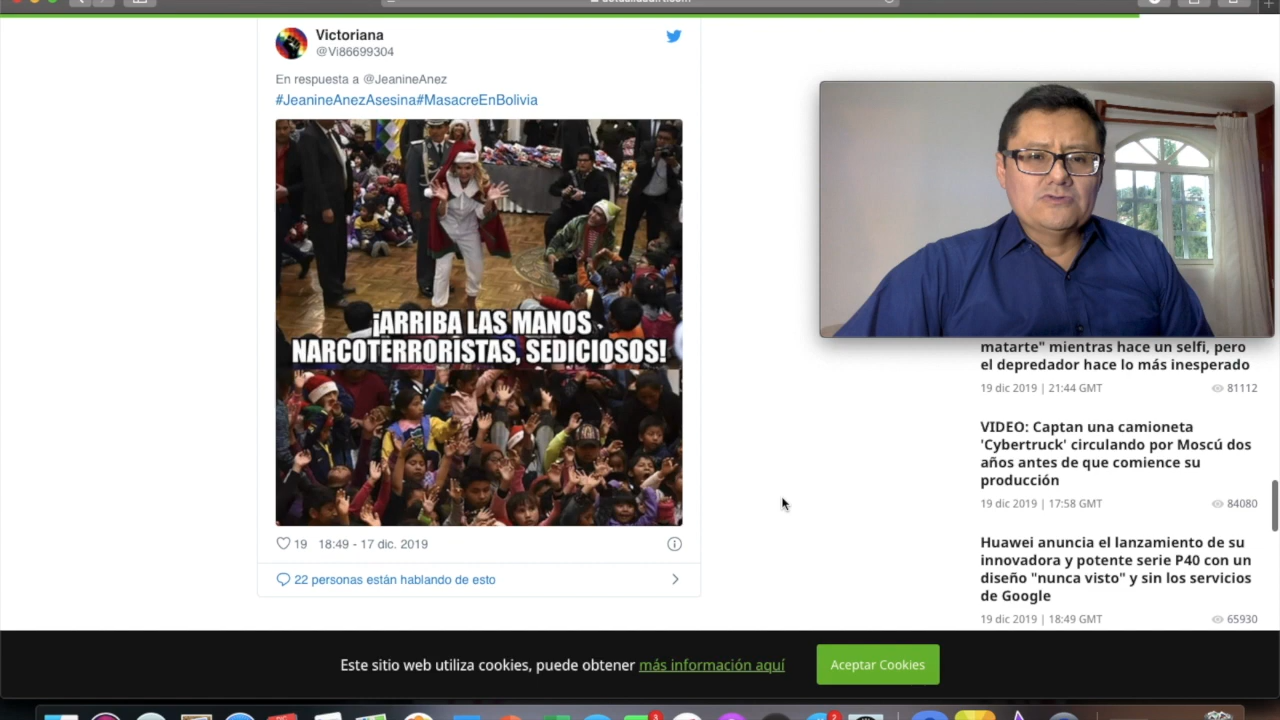 Victoriana
@Vi86699304
En respuesta a @JeanineAnez
#JeanineAnezAsesina#MasacreEnBolivia
¡ARRIBA LAS MANOS
NARCOTERRORISTAS, SEDICIOSOS!
19 18:49 - 17 dic. 2019
22 personas están hablando de esto
matarte" mientras hace un selfi, pero
el depredador hace lo más inesperado
19 dic 2019 | 21:44 GMT 81112
VIDEO: Captan una camioneta
'Cybertruck' circulando por Moscú dos
años antes de que comience su
producción
19 dic 2019 | 17:58 GMT 84080
Huawei anuncia el lanzamiento de su
innovadora y potente serie P40 con un
diseño "nunca visto" y sin los servicios
de Google
19 dic 2019 | 18:49 GMT 65930
Este sitio web utiliza cookies, puede obtener más información aquí
Aceptar Cookies
3
2